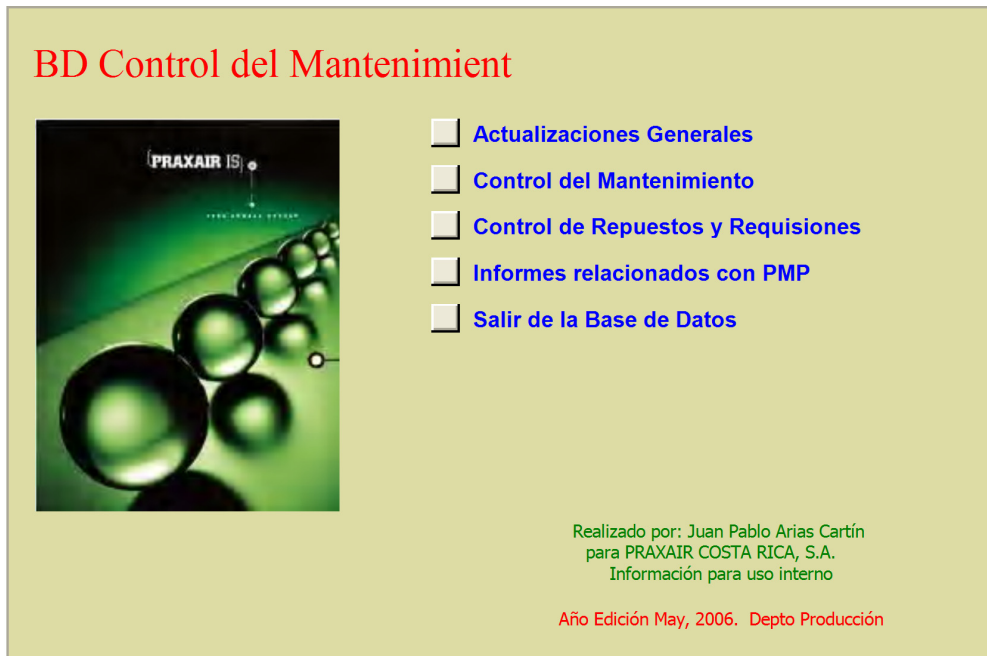 BD Control del Mantenimient
{PRAXAIR IS}
Actualizaciones Generales
Control del Mantenimiento
Control de Repuestos y Requisiones
Informes relacionados con PMP
Salir de la Base de Datos
Realizado por: Juan Pablo Arias Cartín
para PRAXAIR COSTA RICA, S.A.
Información para uso interno
Año Edición May, 2006. Depto Producción